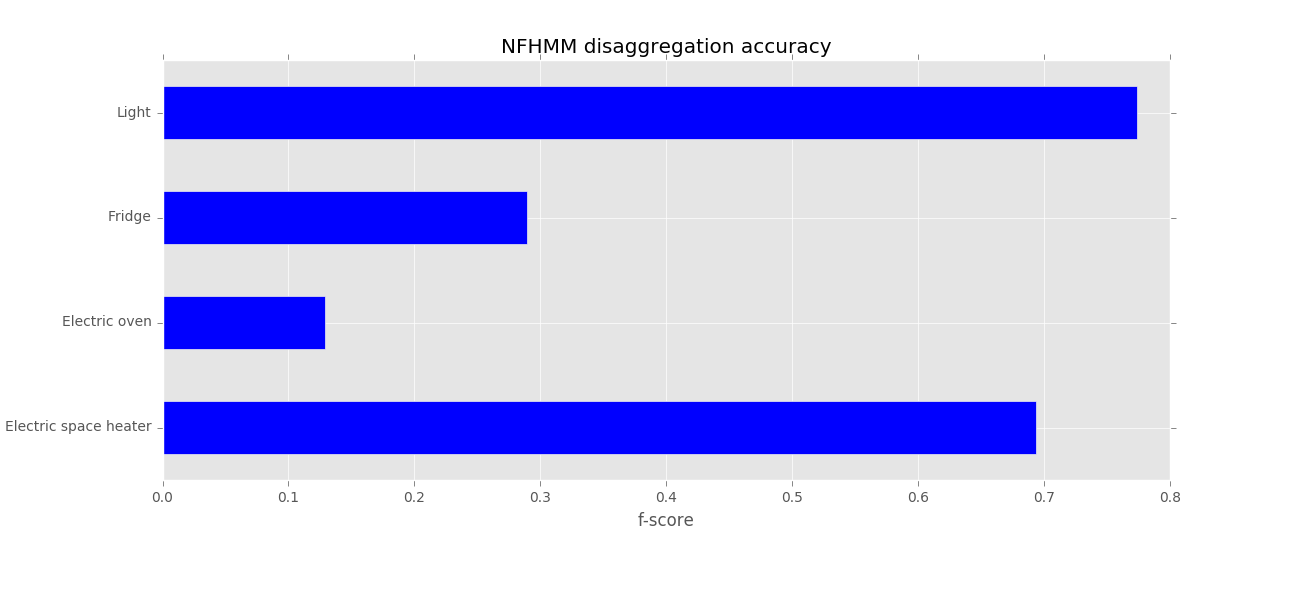 NFHMM disaggregation accuracy
Light
Fridge
Electric oven
Electric space heater
0.0 0.1 0.2 0.3 0.4 0.5 0.6 0.7 0.8
f-score